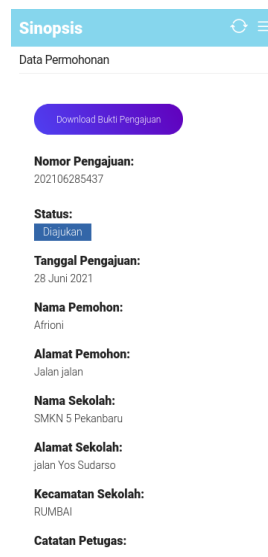 Sinopsis
Data Permohonan
Download Bukti Pengajuan
Nomor Pengajuan:
202106285437
Status:
Diajukan
Tanggal Pengajuan:
28 Juni 2021
Nama Pemohon:
Afrioni
Alamat Pemohon:
Jalan jalan
Nama Sekolah:
SMKN 5 Pekanbaru
Alamat Sekolah:
jalan Yos Sudarso
Kecamatan Sekolah:
RUMBAI
Catatan Petugas: